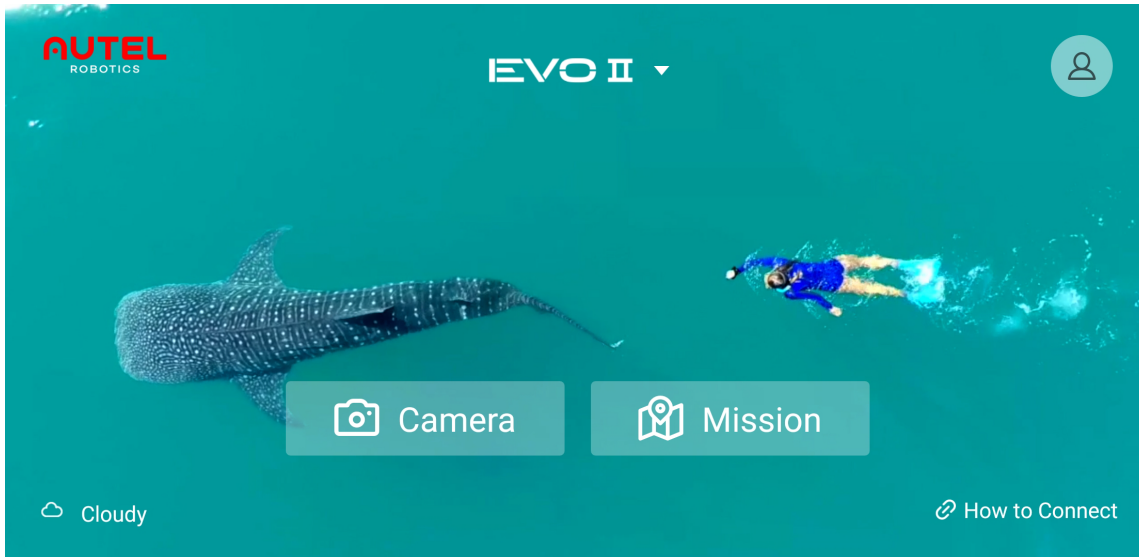 AUTEL
ROBOTICS
EVO II
Camera
Mission
Cloudy
How to Connect